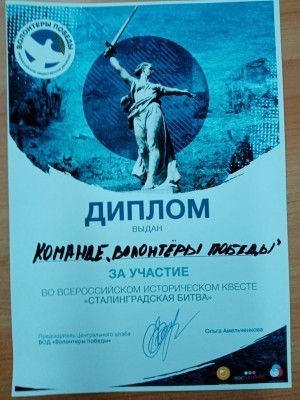 ВОЛОНТЕРЫ ПОБЕДЫ
ДИПЛОМ
ВЫДАН
КОМАНДЕ „ВОЛОНТЁРЫ ПОБЕДЫ"
ЗА УЧАСТИЕ
ВО ВСЕРОССИЙСКОМ ИСТОРИЧЕСКОМ КВЕСТЕ
«СТАЛИНГРАДСКАЯ БИТВА»
Председатель Центрального штаба
ВОД «Волонтеры победы»
Ольга Амельченкова